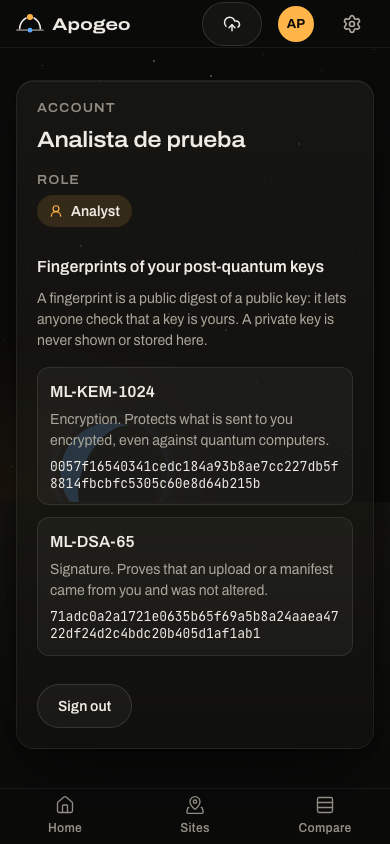 Apogeo
AP
ACCOUNT
Analista de prueba
ROLE
Analyst
Fingerprints of your post-quantum keys
A fingerprint is a public digest of a public key: it lets
anyone check that a key is yours. A private key is
never shown or stored here.
ML-KEM-1024
Encryption. Protects what is sent to you
encrypted, even against quantum computers.
0057f16540341cedc184a93b8ae7cc227db5f
8814fbcbfc5305c60e8d64b215b
ML-DSA-65
Signature. Proves that an upload or a manifest
came from you and was not altered.
71adc0a2a1721e0635b65f69a5b8a24aaea47
22df24d2c4bdc20b405d1af1ab1
Sign out
Home
Sites
Compare